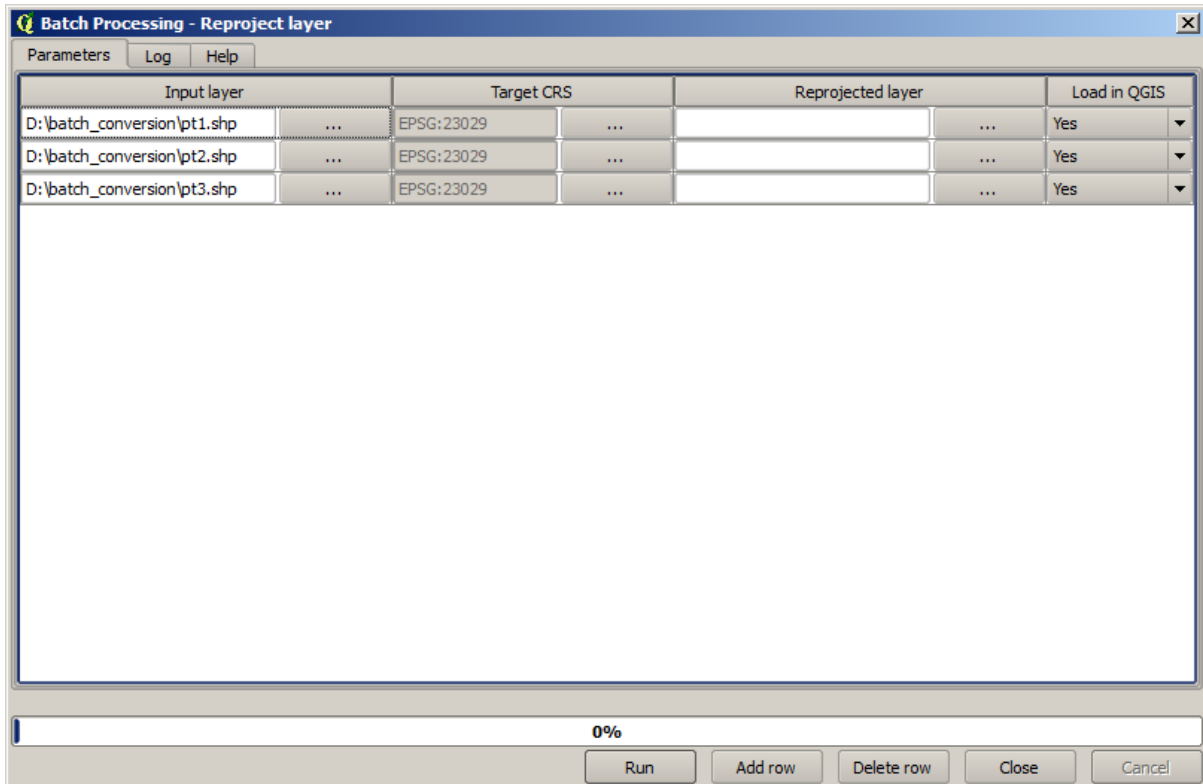 Batch Processing - Reproject layer
Parameters Log Help
Input layer Target CRS Reprojected layer Load in QGIS
D:\batch_conversion\pt1.shp ... EPSG:23029 ... ... Yes
D:\batch_conversion\pt2.shp ... EPSG:23029 ... ... Yes
D:\batch_conversion\pt3.shp ... EPSG:23029 ... ... Yes
0%
Run Add row Delete row Close Cancel